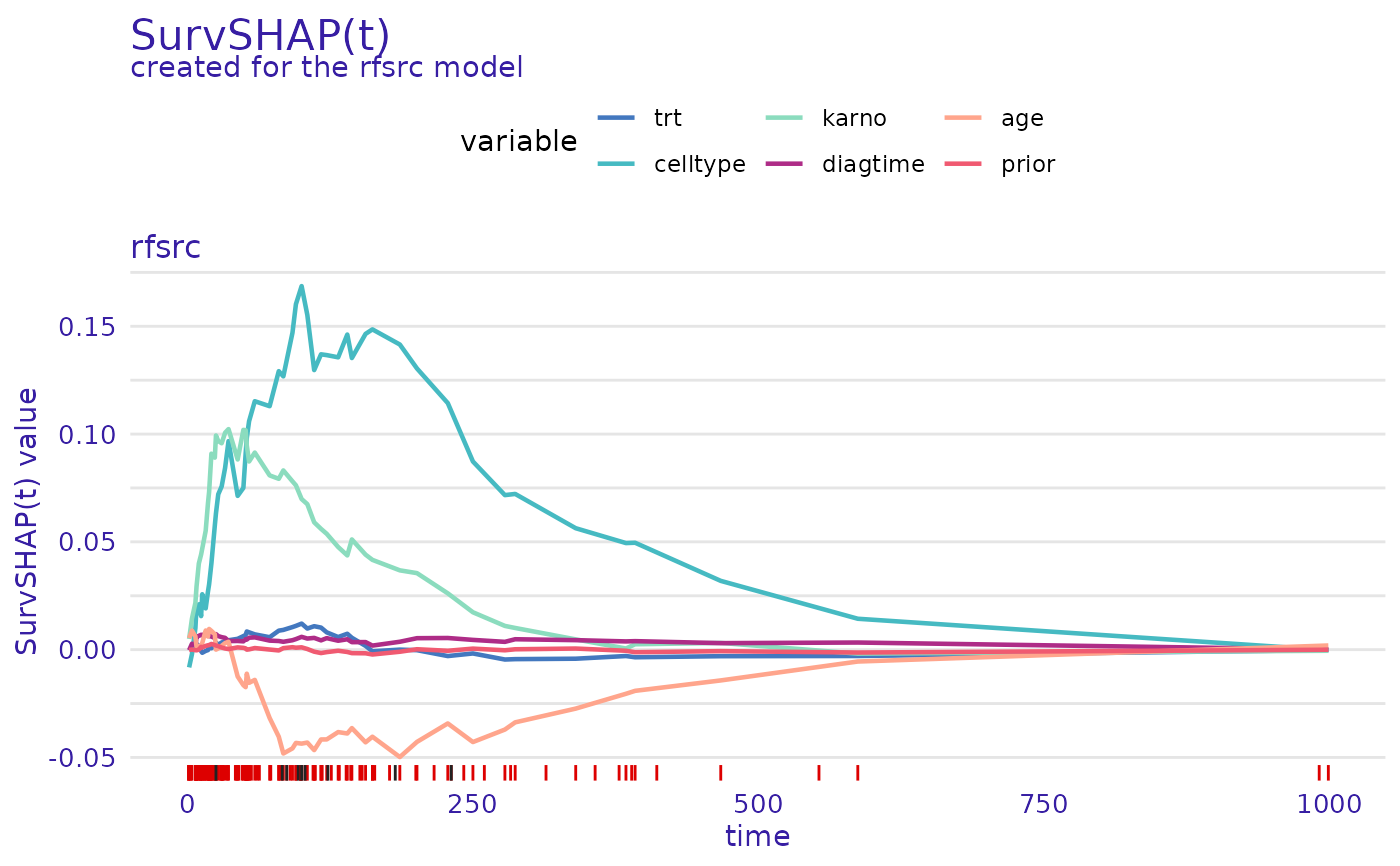 SurvSHAP(t)
created for the rfsrc model
variable
trt
karno
age
celltype
diagtime
prior
rfsrc
SurvSHAP(t) value
0.15
0.10
0.05
0.00
-0.05
0
250
500
750
1000
time